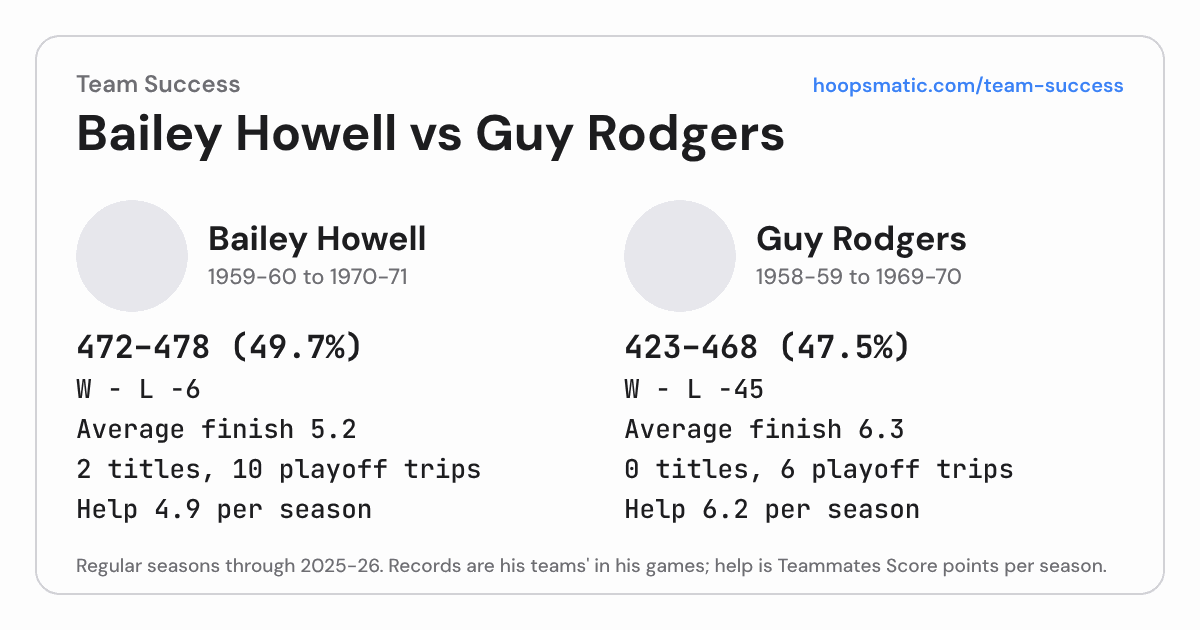 Team Success
hoopsmatic.com/team-success
Bailey Howell vs Guy Rodgers
Bailey Howell
1959-60 to 1970-71
472-478 (49.7%)
W - L -6
Average finish 5.2
2 titles, 10 playoff trips
Help 4.9 per season
Guy Rodgers
1958-59 to 1969-70
423-468 (47.5%)
W - L -45
Average finish 6.3
0 titles, 6 playoff trips
Help 6.2 per season
Regular seasons through 2025-26. Records are his teams' in his games; help is Teammates Score points per season.